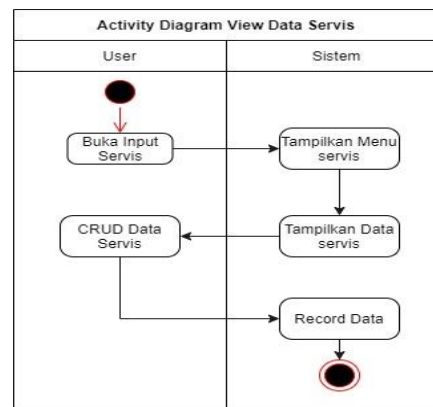 Activity Diagram View Data Servis
User
Sistem
Buka Input
Servis
Tampilkan Menu
servis
CRUD Data
Servis
Tampilkan Data
servis
Record Data